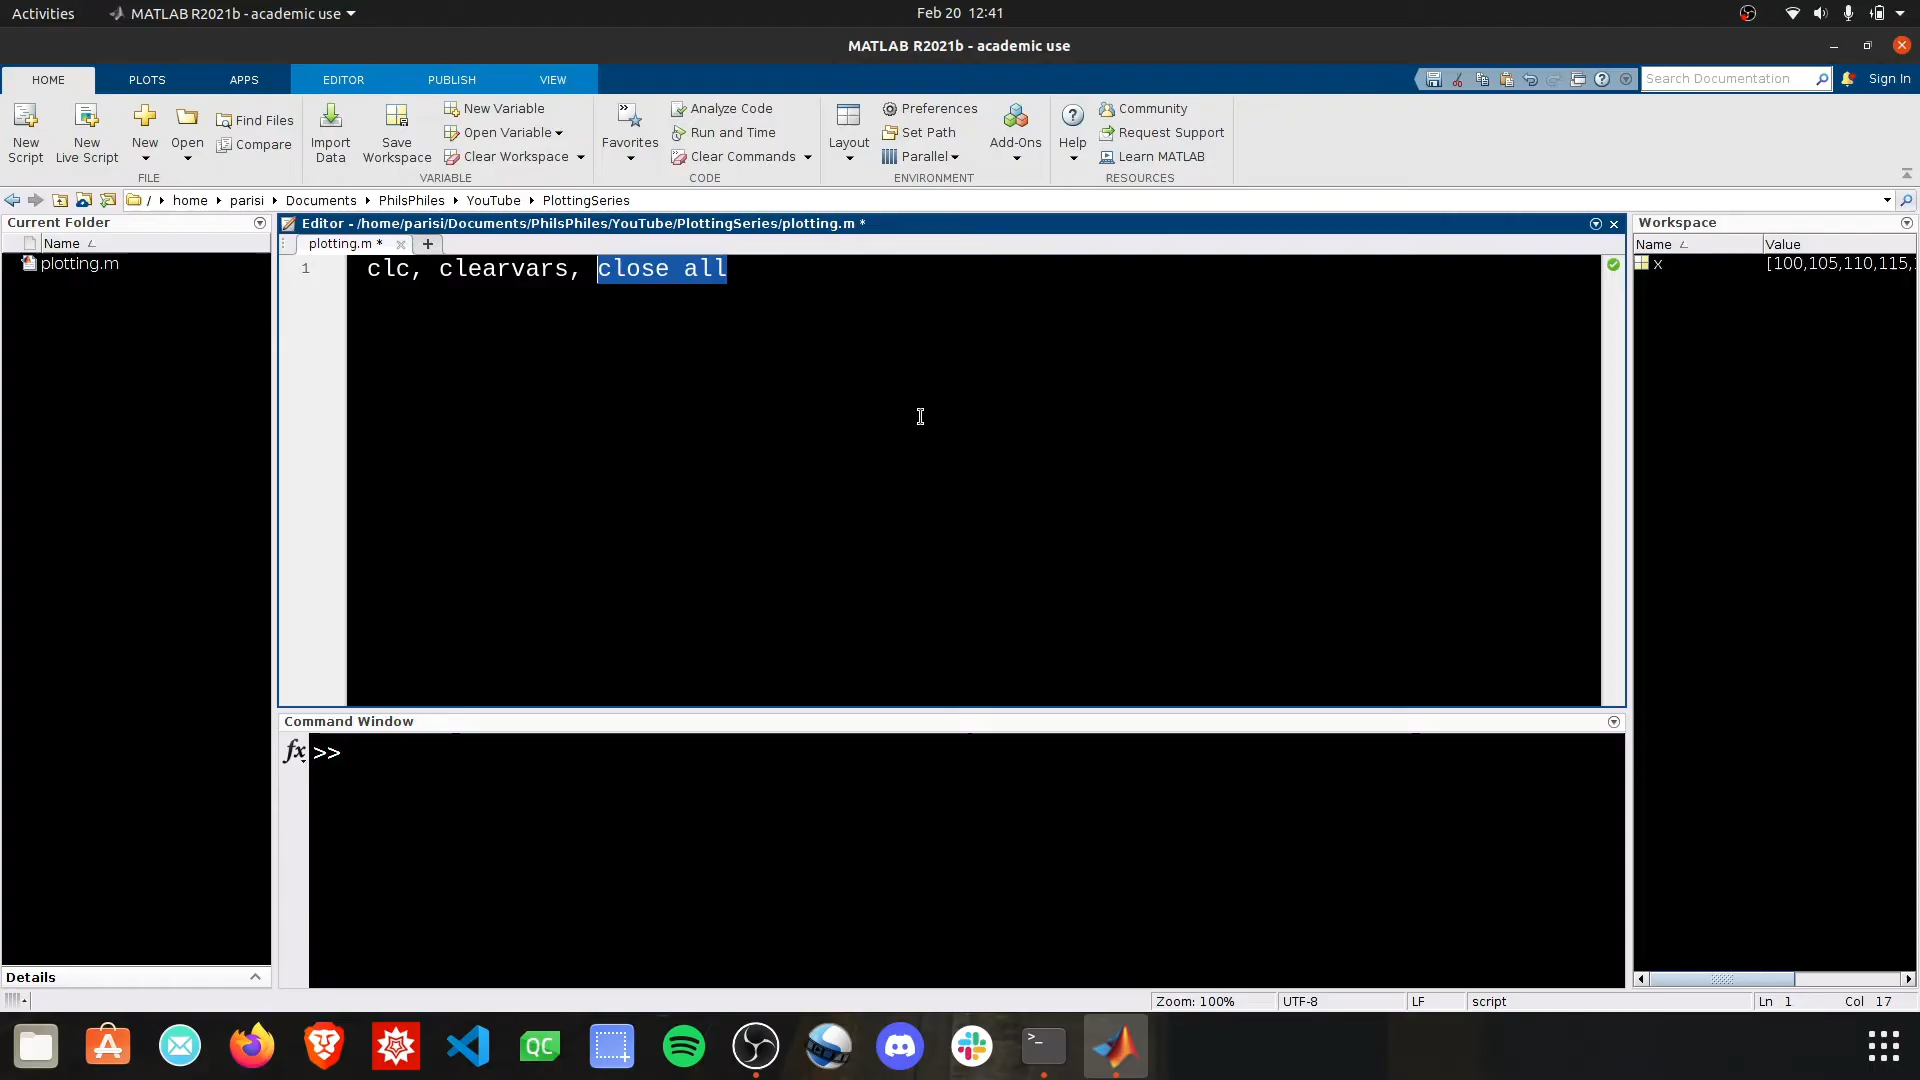 Activities MATLAB R2021b - academic use Feb 20 12:41
MATLAB R2021b - academic use
HOME PLOTS APPS EDITOR PUBLISH VIEW Search Documentation Sign In
New Script
New Live Script
New
Open
Find Files
Compare
FILE
Import Data
Save Workspace
New Variable
Open Variable
Clear Workspace
VARIABLE
Favorites
Analyze Code
Run and Time
Clear Commands
CODE
Layout
Preferences
Set Path
Parallel
Add-Ons
ENVIRONMENT
Help
Community
Request Support
Learn MATLAB
RESOURCES
/ home parisi Documents PhilsPhiles YouTube PlottingSeries
Current Folder
Name
plotting.m
Details
Editor - /home/parisi/Documents/PhilsPhiles/YouTube/PlottingSeries/plotting.m *
plotting.m *
1 clc, clearvars, close all
Command Window
fx >>
Workspace
Name Value
x [100,105,110,115,
Zoom: 100% UTF-8 LF script Ln 1 Col 17
QC
>_